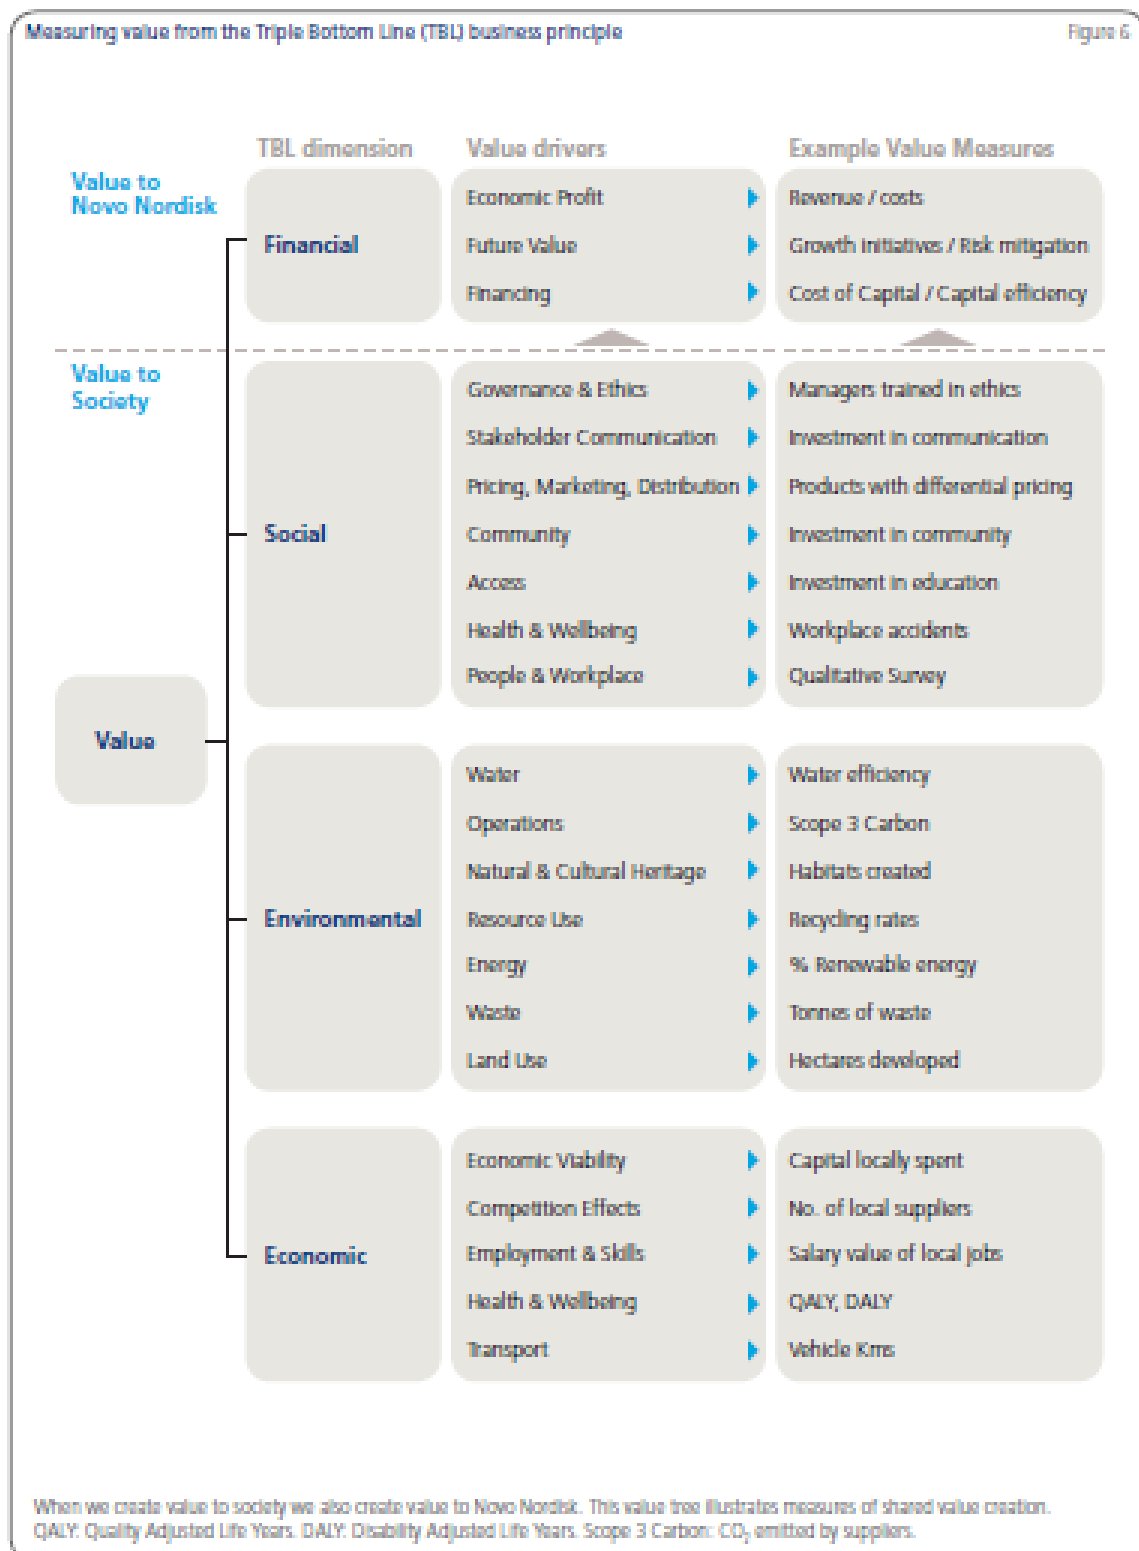 Measuring value from the Triple Bottom Line (TBL) business principle
Figure 6
TBL dimension
Value drivers
Example Value Measures
Value to
Novo Nordisk
Financial
Economic Profit
Revenue / costs
Future Value
Growth initiatives / Risk mitigation
Financing
Cost of Capital / Capital efficiency
Value to
Society
Social
Governance & Ethics
Managers trained in ethics
Stakeholder Communication
Investment in communication
Pricing, Marketing, Distribution
Products with differential pricing
Community
Investment in community
Access
Investment in education
Health & Wellbeing
Workplace accidents
People & Workplace
Qualitative Survey
Value
Environmental
Water
Water efficiency
Operations
Scope 3 Carbon
Natural & Cultural Heritage
Habitats created
Resource Use
Recycling rates
Energy
% Renewable energy
Waste
Tonnes of waste
Land Use
Hectares developed
Economic
Economic Viability
Capital locally spent
Competition Effects
No. of local suppliers
Employment & Skills
Salary value of local jobs
Health & Wellbeing
QALY, DALY
Transport
Vehicle Kms
When we create value to society we also create value to Novo Nordisk. This value tree illustrates measures of shared value creation.
QALY: Quality Adjusted Life Years. DALY: Disability Adjusted Life Years. Scope 3 Carbon: CO₂ emitted by suppliers.